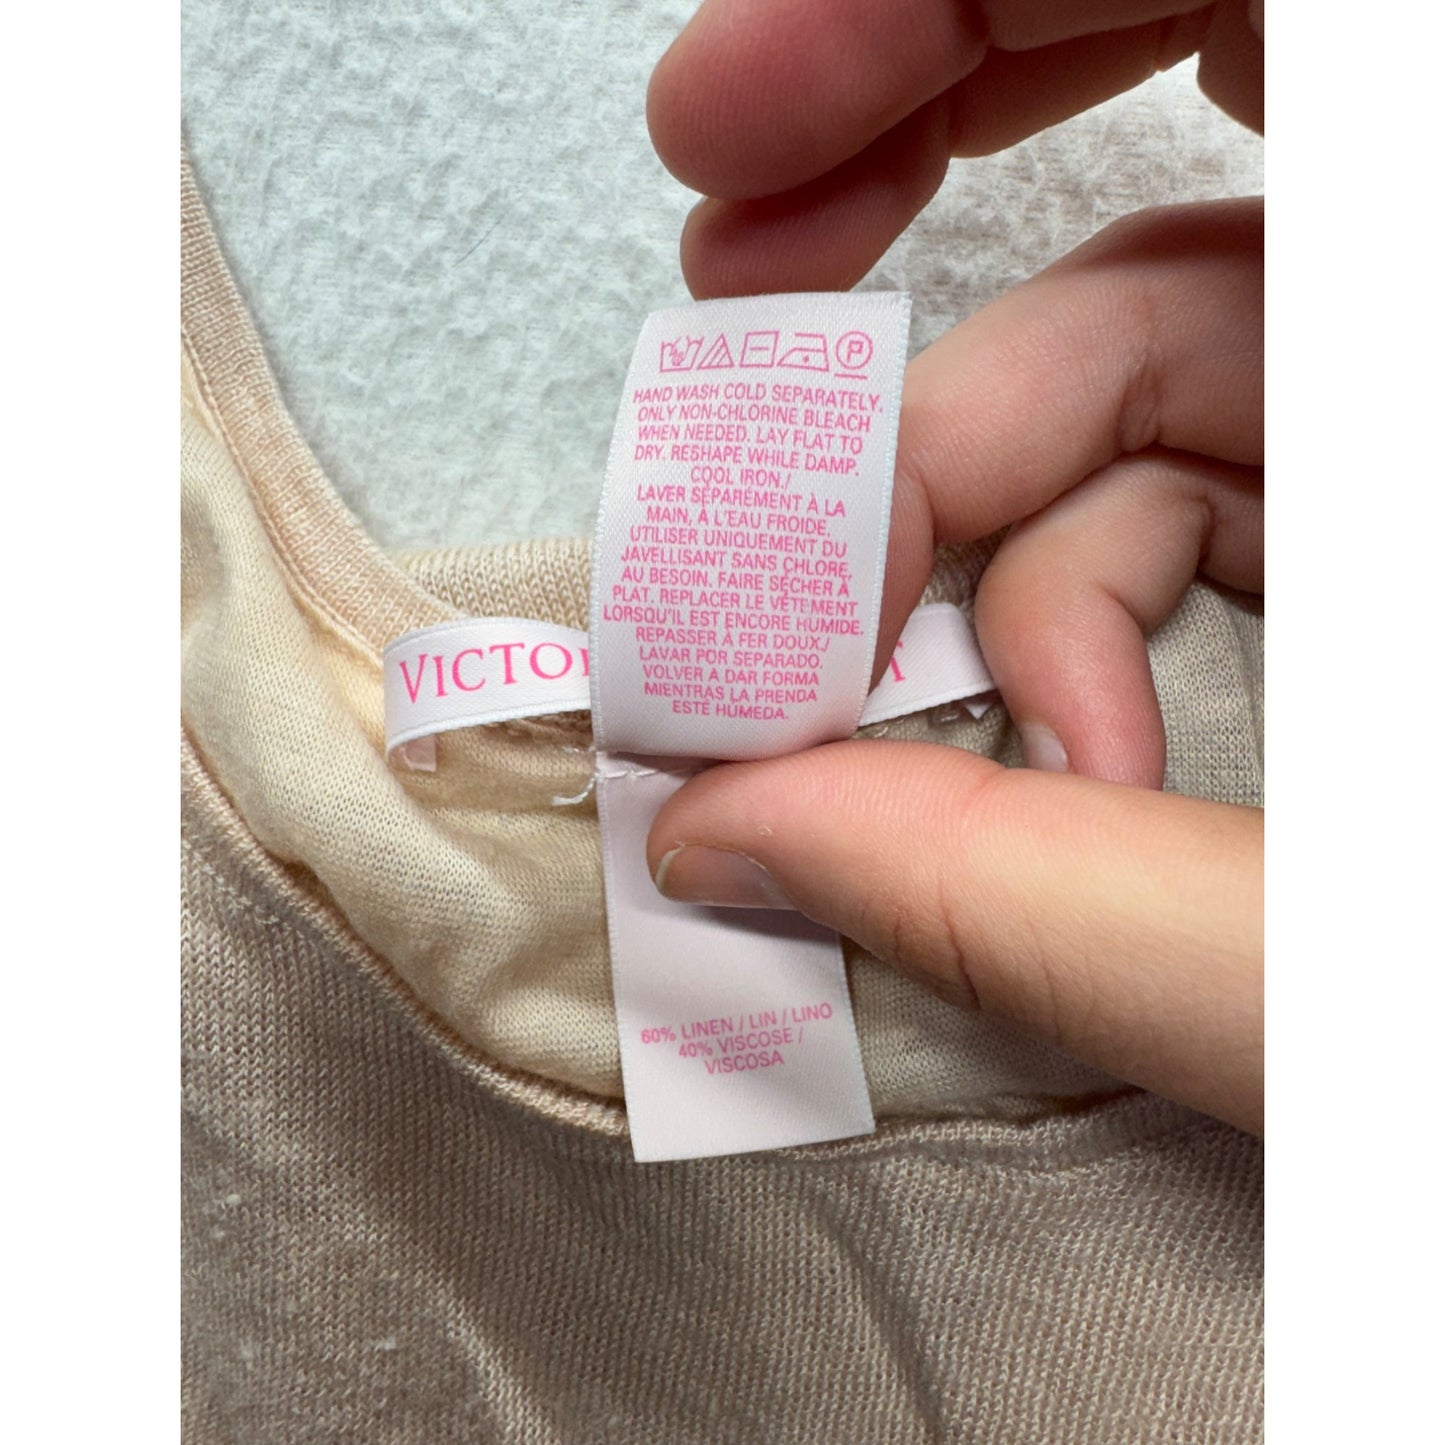 P
HAND WASH COLD SEPARATELY.
ONLY NON-CHLORINE BLEACH
WHEN NEEDED. LAY FLAT TO
DRY. RESHAPE WHILE DAMP.
COOL IRON./
LAVER SÉPARÉMENT À LA
MAIN, À L'EAU FROIDE.
UTILISER UNIQUEMENT DU
JAVELLISANT SANS CHLORE,
AU BESOIN. FAIRE SÉCHER À
PLAT. REPLACER LE VÊTEMENT
LORSQU'IL EST ENCORE HUMIDE.
REPASSER À FER DOUX./
LAVAR POR SEPARADO.
VOLVER A DAR FORMA
MIENTRAS LA PRENDA
ESTÉ HÚMEDA.
VICTO
T
60% LINEN / LIN / LINO
40% VISCOSE /
VISCOSA